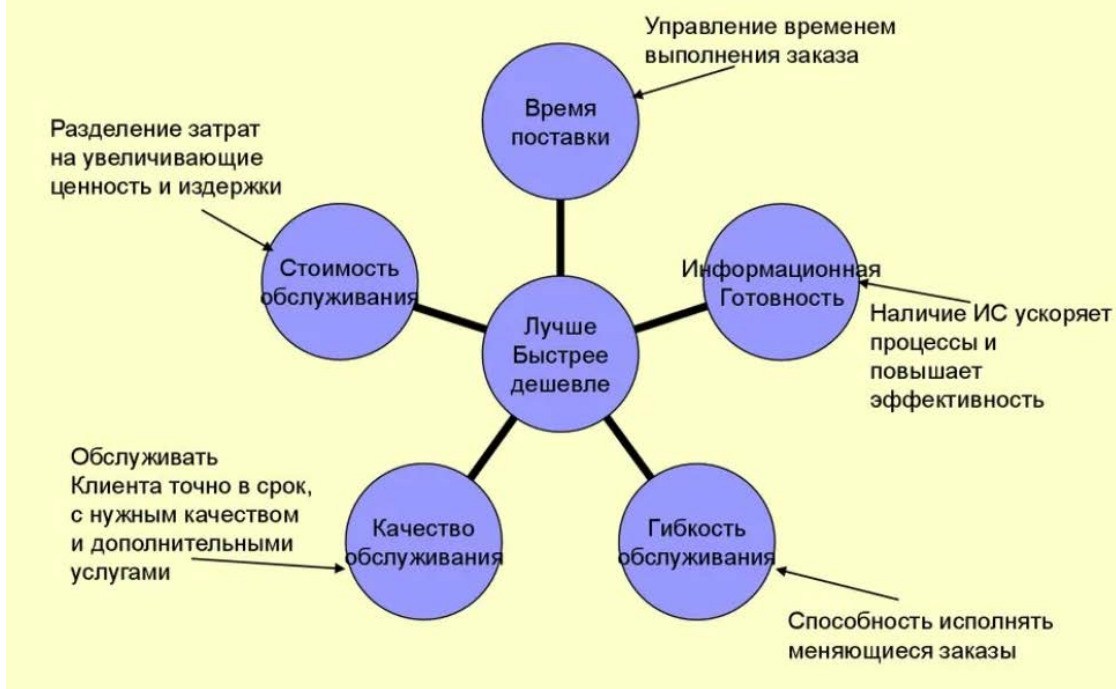 Управление временем
выполнения заказа
Время
поставки
Разделение затрат
на увеличивающие
ценность и издержки
Стоимость
обслуживания
Информационная
Готовность
Наличие ИС ускоряет
процессы и
повышает
эффективность
Лучше
Быстрее
дешевле
Обслуживать
Клиента точно в срок,
с нужным качеством
и дополнительными
услугами
Качество
обслуживания
Гибкость
обслуживания
Способность исполнять
меняющиеся заказы